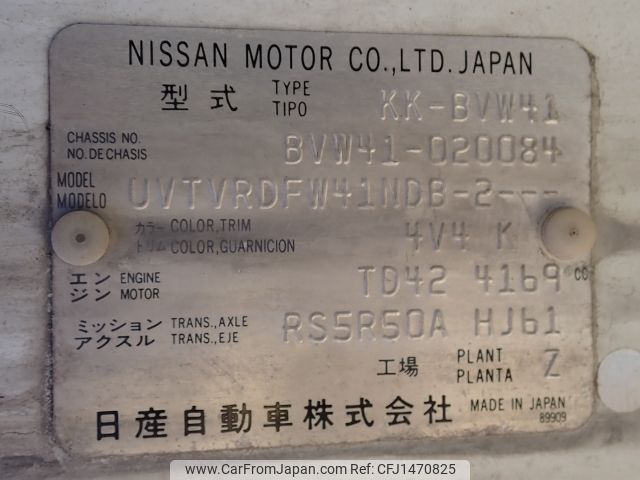 NISSAN MOTOR CO.,LTD. JAPAN
型式 TYPE TIPO KK-BVW41
CHASSIS NO. NO. DE CHASIS BVW41-020084
MODEL MODELO UVTVRDFW41NDB-2---
カラー COLOR,TRIM
トリム COLOR,GUARNICION 4V4 K
エンジン ENGINE MOTOR TD42 4169 cc
ミッション TRANS.,AXLE
アクスル TRANS.,EJE RS5R50A HJ61
工場 PLANT PLANTA Z
日産自動車株式会社 MADE IN JAPAN
89909
www.CarFromJapan.com | © CarFromJapan.com | CFJ1470825